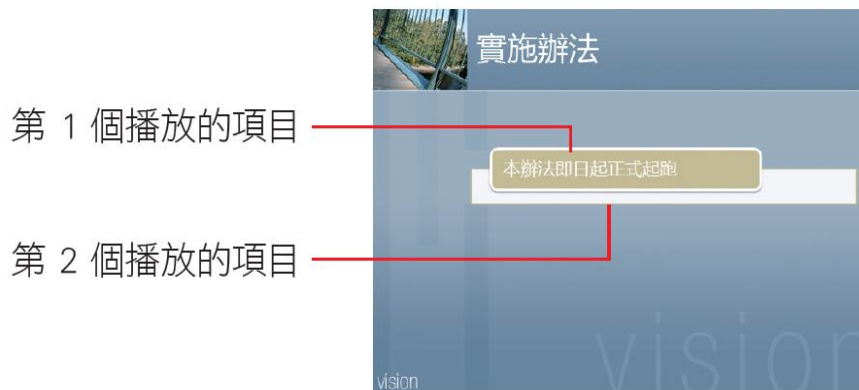 實施辦法
第 1 個播放的項目
本辦法即日起正式起跑
第 2 個播放的項目
vision
vision